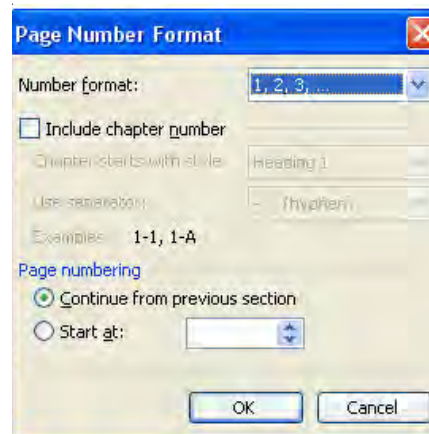 Page Number Format
Number format: 1, 2, 3, ...
Include chapter number
Chapter starts with style Heading 1
Use separator: - (hyphen)
Examples: 1-1, 1-A
Page numbering
Continue from previous section
Start at:
OK Cancel